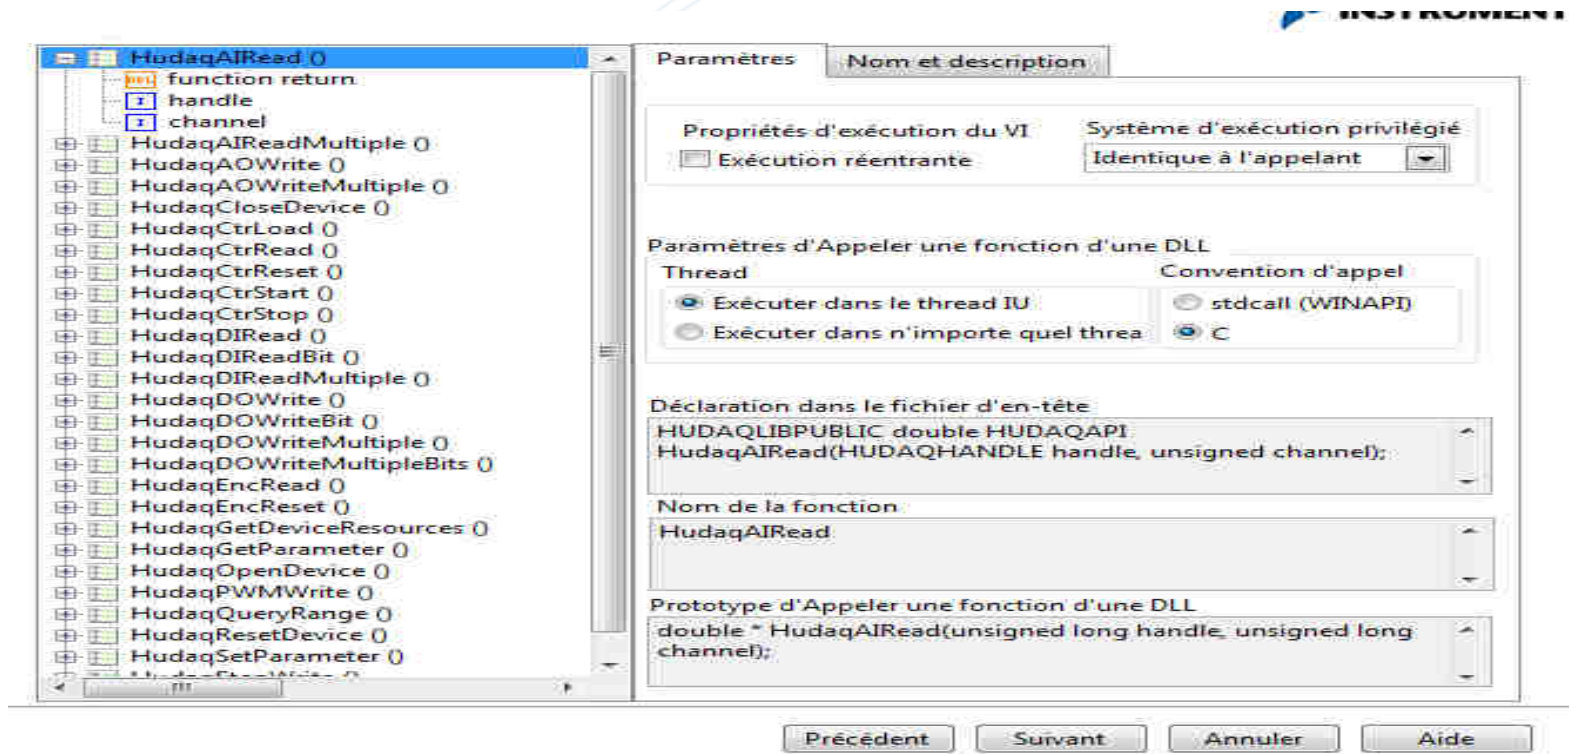 INSTRUMENT
HudaqAIRead ()
function return
handle
channel
HudaqAIReadMultiple ()
HudaqAOWrite ()
HudaqAOWriteMultiple ()
HudaqCloseDevice ()
HudaqCtrLoad ()
HudaqCtrRead ()
HudaqCtrReset ()
HudaqCtrStart ()
HudaqCtrStop ()
HudaqDIRead ()
HudaqDIReadBit ()
HudaqDIReadMultiple ()
HudaqDOWrite ()
HudaqDOWriteBit ()
HudaqDOWriteMultiple ()
HudaqDOWriteMultipleBits ()
HudaqEncRead ()
HudaqEncReset ()
HudaqGetDeviceResources ()
HudaqGetParameter ()
HudaqOpenDevice ()
HudaqPWMWrite ()
HudaqQueryRange ()
HudaqResetDevice ()
HudaqSetParameter ()
Paramètres
Nom et description
Propriétés d'exécution du VI
Système d'exécution privilégié
Exécution réentrante
Identique à l'appelant
Paramètres d'Appeler une fonction d'une DLL
Thread
Convention d'appel
Exécuter dans le thread IU
stdcall (WINAPI)
Exécuter dans n'importe quel threa
C
Déclaration dans le fichier d'en-tête
HUDAQLIBPUBLIC double HUDAQAPI
HudaqAIRead(HUDAQHANDLE handle, unsigned channel);
Nom de la fonction
HudaqAIRead
Prototype d'Appeler une fonction d'une DLL
double * HudaqAIRead(unsigned long handle, unsigned long
channel);
Précédent
Suivant
Annuler
Aide